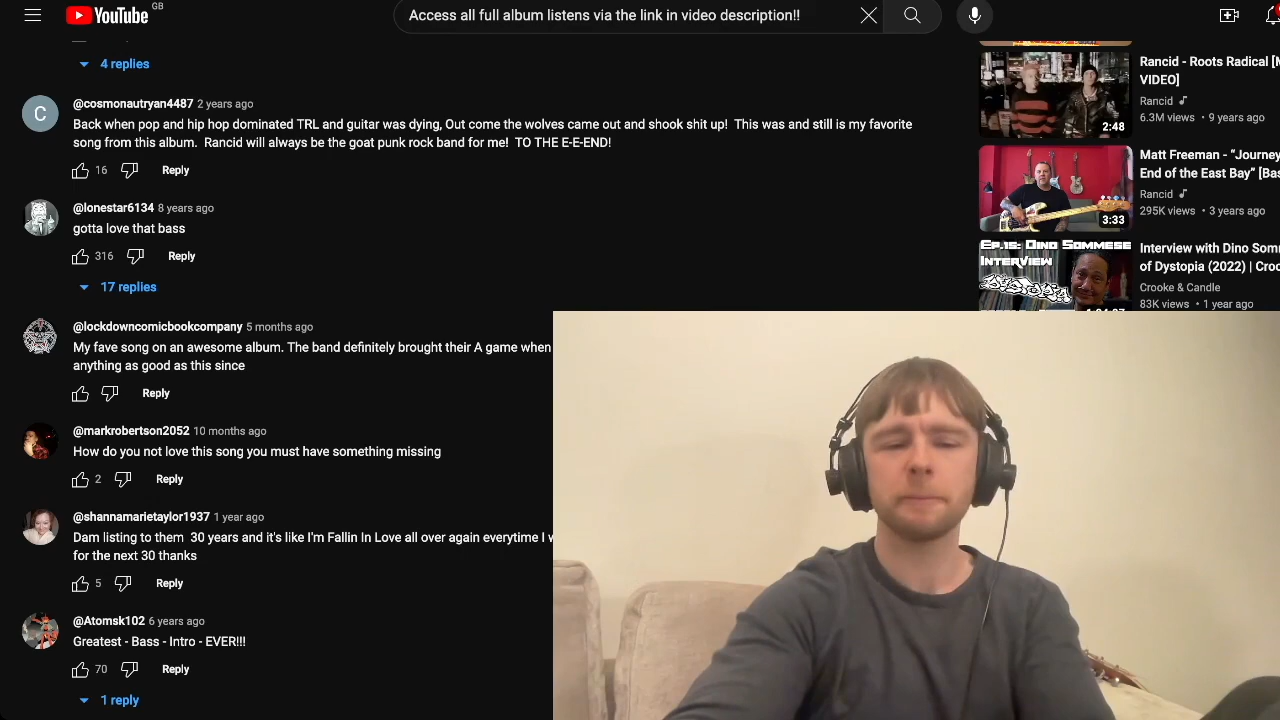 YouTube GB
Access all full album listens via the link in video description!!
4 replies
@cosmonautryan4487 2 years ago
Back when pop and hip hop dominated TRL and guitar was dying, Out come the wolves came out and shook shit up!  This was and still is my favorite
song from this album.  Rancid will always be the goat punk rock band for me!  TO THE E-E-END!
16 Reply
@lonestar6134 8 years ago
gotta love that bass
316 Reply
17 replies
@lockdowncomicbookcompany 5 months ago
My fave song on an awesome album. The band definitely brought their A game when
anything as good as this since
Reply
@markrobertson2052 10 months ago
How do you not love this song you must have something missing
2 Reply
@shannamarietaylor1937 1 year ago
Dam listing to them  30 years and it's like I'm Fallin In Love all over again everytime I w
for the next 30 thanks
5 Reply
@Atomsk102 6 years ago
Greatest - Bass - Intro - EVER!!!
70 Reply
1 reply
C
2:48
Rancid - Roots Radical [M
VIDEO]
Rancid
6.3M views • 9 years ago
3:33
Matt Freeman - “Journey
End of the East Bay” [Bas
Rancid
295K views • 3 years ago
EP.15: DINO SOMMESE
INTERVIEW
Interview with Dino Som
of Dystopia (2022) | Croo
Crooke & Candle
83K views • 1 year ago